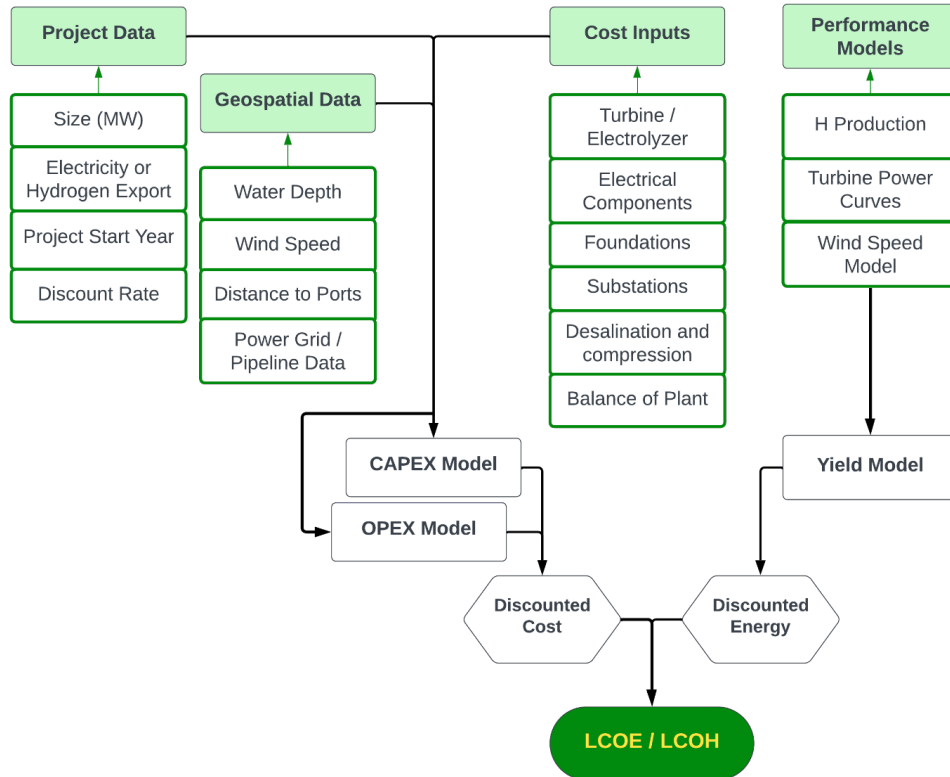 Project Data
Size (MW)
Electricity or
Hydrogen Export
Project Start Year
Discount Rate
Geospatial Data
Water Depth
Wind Speed
Distance to Ports
Power Grid /
Pipeline Data
Cost Inputs
Turbine /
Electrolyzer
Electrical
Components
Foundations
Substations
Desalination and
compression
Balance of Plant
Performance
Models
H Production
Turbine Power
Curves
Wind Speed
Model
CAPEX Model
OPEX Model
Yield Model
Discounted
Cost
Discounted
Energy
LCOE / LCOH